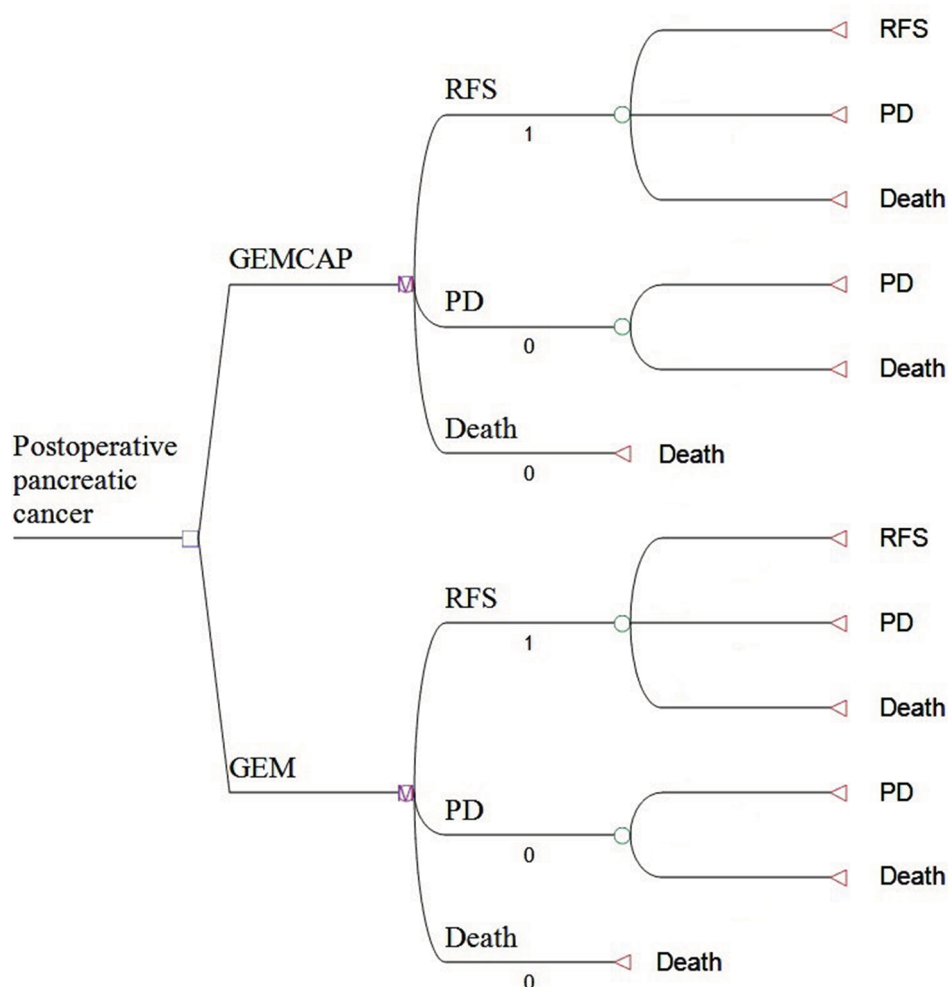 RFS
RFS
1
PD
Death
GEMCAP
PD
PD
0
Death
Death
0
Death
Postoperative
pancreatic
cancer
RFS
RFS
1
PD
Death
GEM
PD
PD
0
Death
Death
0
Death